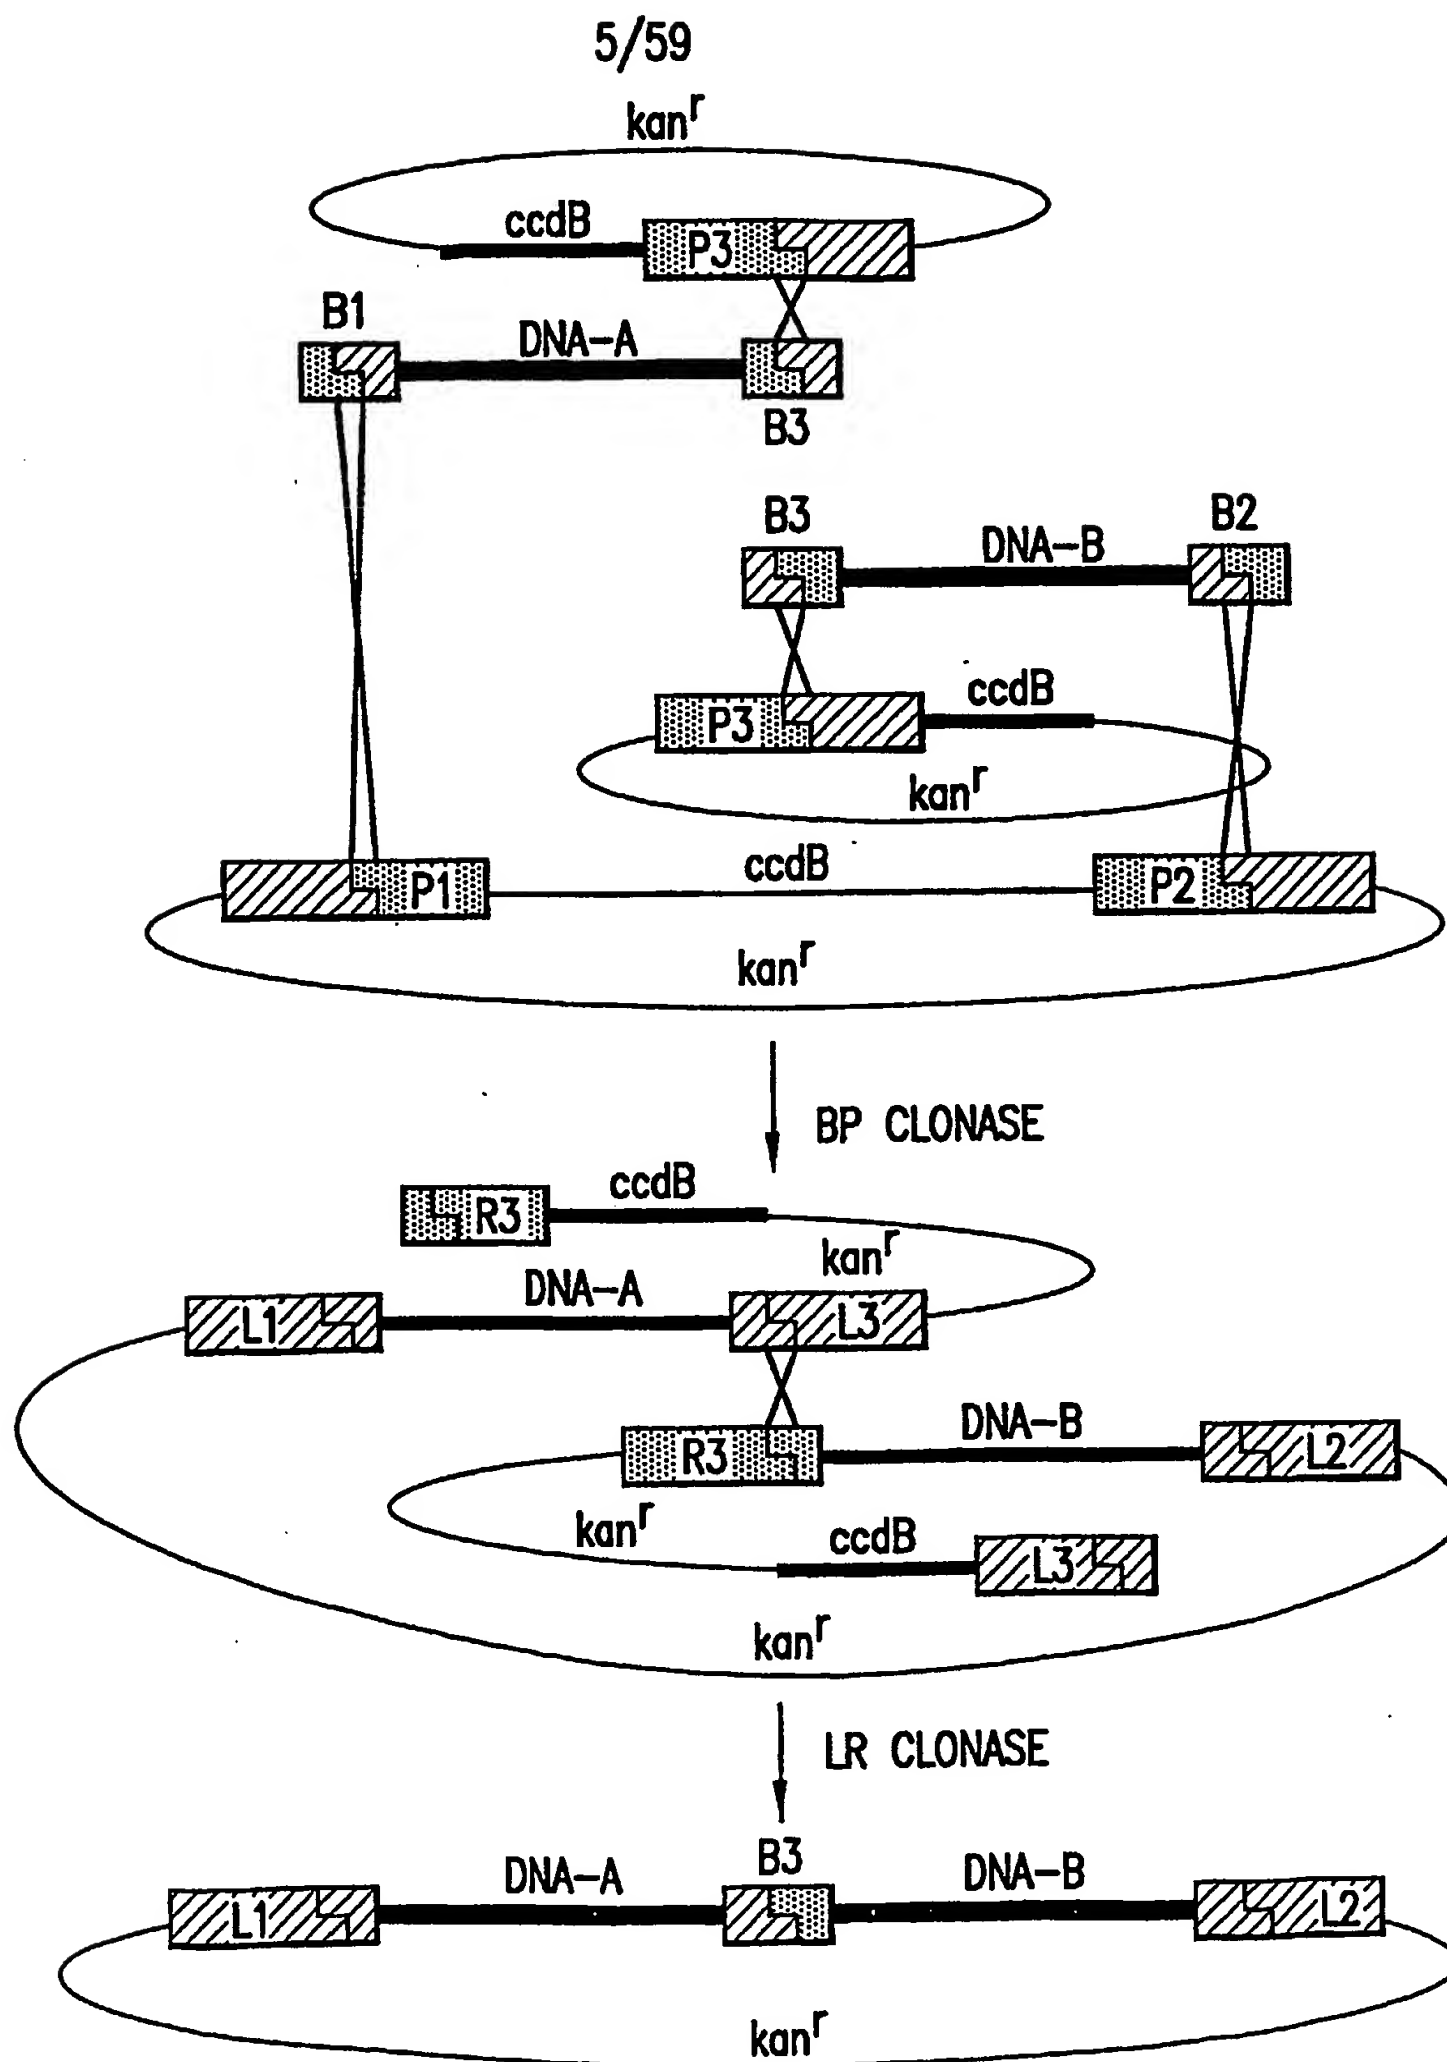 5/59
kanʳ
ccdB
P3
B1
DNA-A
B3
B3
DNA-B
B2
P3
ccdB
kanʳ
P1
ccdB
P2
kanʳ
BP CLONASE
R3
ccdB
kanʳ
L1
DNA-A
L3
R3
DNA-B
L2
kanʳ
ccdB
L3
kanʳ
LR CLONASE
L1
DNA-A
B3
DNA-B
L2
kanʳ